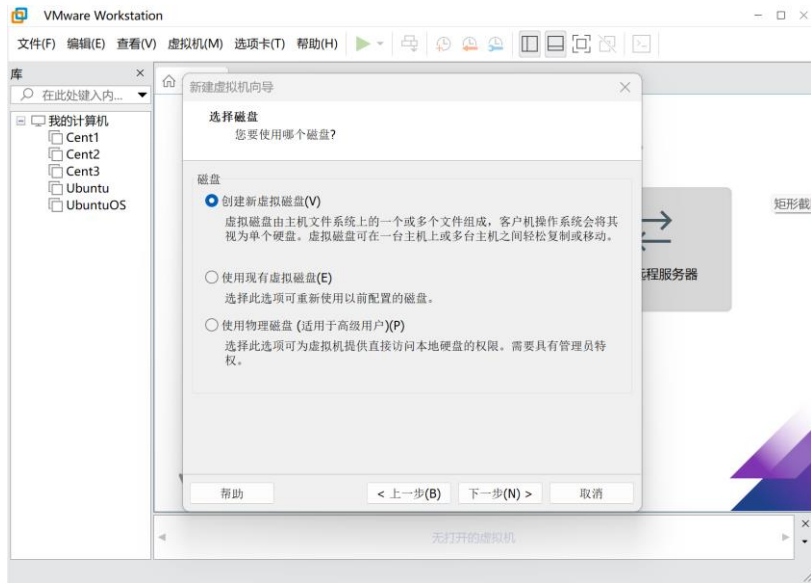 VMware Workstation
文件(F) 编辑(E) 查看(V) 虚拟机(M) 选项卡(T) 帮助(H)
库
在此处键入内...
我的计算机
Cent1
Cent2
Cent3
Ubuntu
UbuntuOS
新建虚拟机向导
选择磁盘
您要使用哪个磁盘?
磁盘
创建新虚拟磁盘(V)
虚拟磁盘由主机文件系统上的一个或多个文件组成，客户机操作系统会将其
视为单个硬盘。虚拟磁盘可在一台主机上或多台主机之间轻松复制或移动。
使用现有虚拟磁盘(E)
选择此选项可重新使用以前配置的磁盘。
使用物理磁盘 (适用于高级用户)(P)
选择此选项可为虚拟机提供直接访问本地硬盘的权限。需要具有管理员特
权。
帮助
< 上一步(B)
下一步(N) >
取消
程服务器
矩形截
无打开的虚拟机